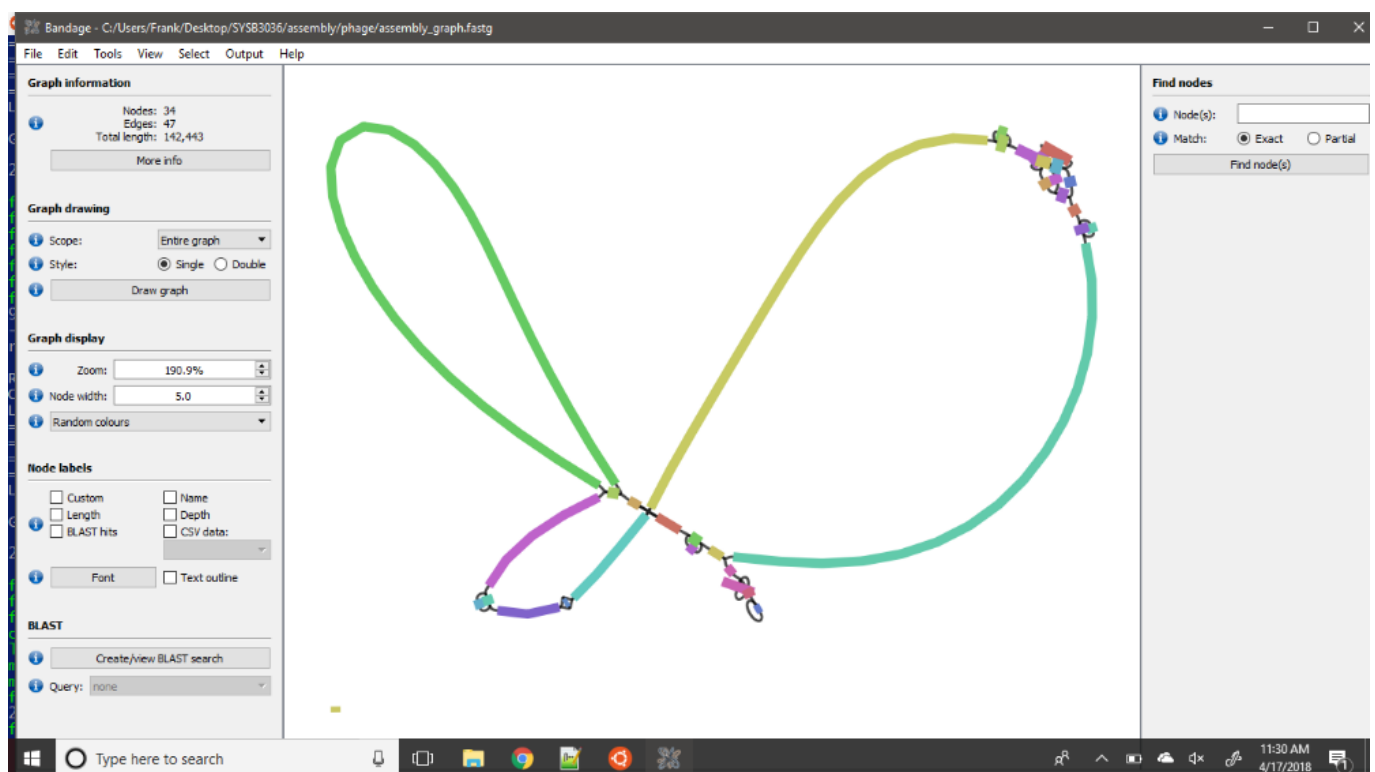 Bandage - C:/Users/Frank/Desktop/SYSB3036/assembly/phage/assembly_graph.fastg
File Edit Tools View Select Output Help
Graph information
Nodes: 34
Edges: 47
Total length: 142,443
More info
Graph drawing
Scope: Entire graph
Style: Single Double
Draw graph
Graph display
Zoom: 190.9%
Node width: 5.0
Random colours
Node labels
Custom Name
Length Depth
BLAST hits CSV data:
Font Text outline
BLAST
Create/view BLAST search
Query: none
Find nodes
Node(s):
Match: Exact Partial
Find node(s)
Type here to search
11:30 AM
4/17/2018